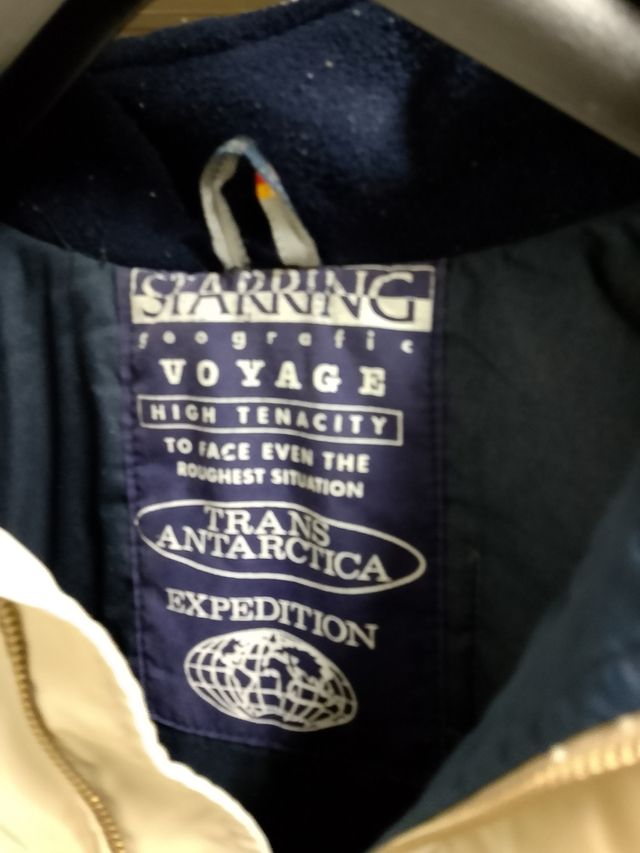 STARRING
geografic
VOYAGE
HIGH TENACITY
TO FACE EVEN THE
ROUGHEST SITUATION
TRANS
ANTARCTICA
EXPEDITION